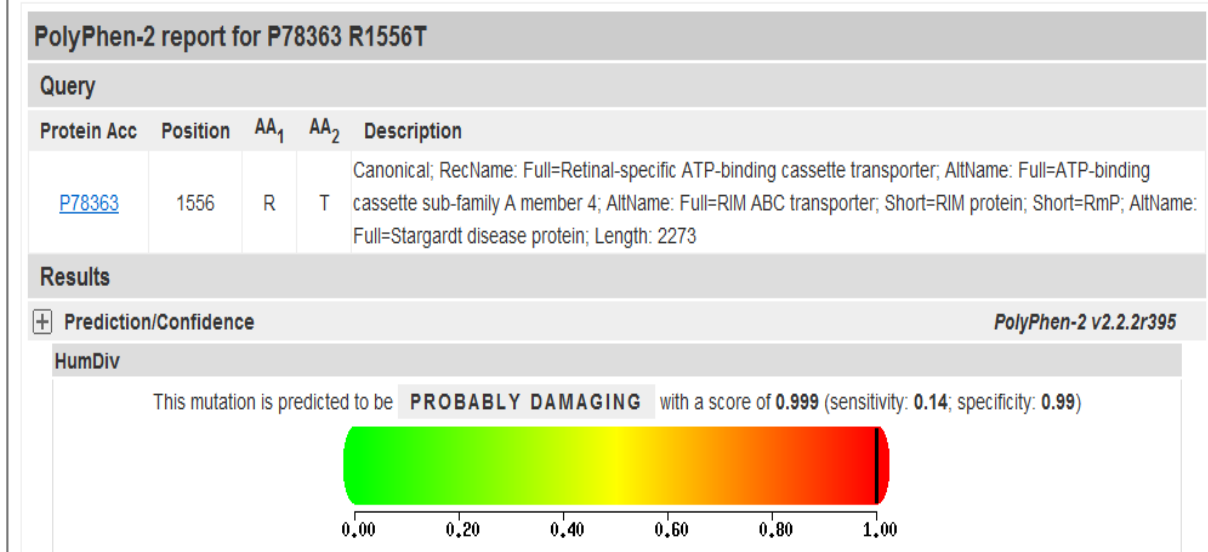 PolyPhen-2 report for P78363 R1556T
Query
Protein Acc Position AA1 AA2 Description
P78363 1556 R T Canonical; RecName: Full=Retinal-specific ATP-binding cassette transporter; AltName: Full=ATP-binding
cassette sub-family A member 4; AltName: Full=RIM ABC transporter; Short=RIM protein; Short=RmP; AltName:
Full=Stargardt disease protein; Length: 2273
Results
+ Prediction/Confidence PolyPhen-2 v2.2.2r395
HumDiv
This mutation is predicted to be PROBABLY DAMAGING with a score of 0.999 (sensitivity: 0.14; specificity: 0.99)
0.00 0.20 0.40 0.60 0.80 1.00